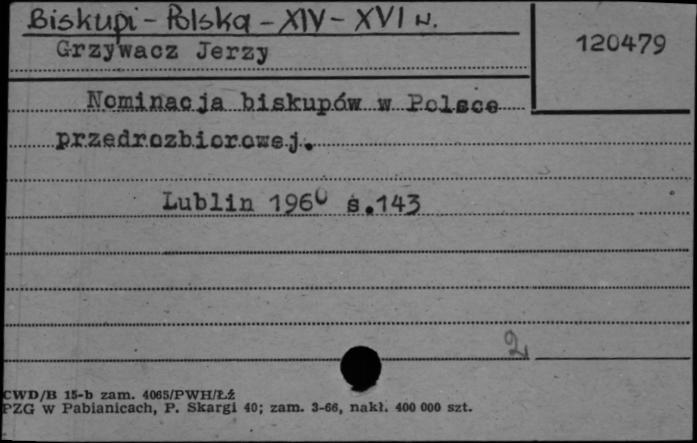 Biskupi - Polska - XIV - XVI w.
120479
Grzywacz Jerzy
Nominacja biskupów w Polsce
przedrozbiorowej.
Lublin 1960 s.143
2
CWD/B 15-b zam. 4065/PWH/Łź
PZG w Pabianicach, P. Skargi 40; zam. 3-66, nakł. 400 000 szt.